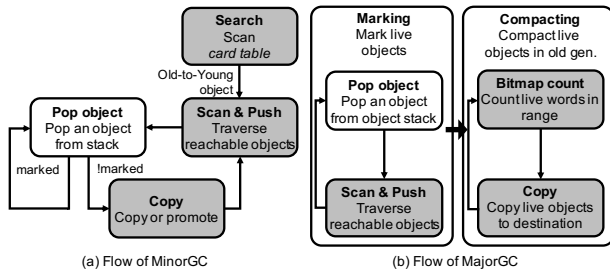 Search
Scan
card table
Old-to-Young
object
Pop object
Pop an object
from stack
Scan & Push
Traverse
reachable objects
marked
!marked
Copy
Copy or promote
(a) Flow of MinorGC
Marking
Mark live
objects
Pop object
Pop an object
from object stack
Scan & Push
Traverse
reachable objects
Compacting
Compact live
objects in old gen.
Bitmap count
Count live words in
range
Copy
Copy live objects
to destination
(b) Flow of MajorGC